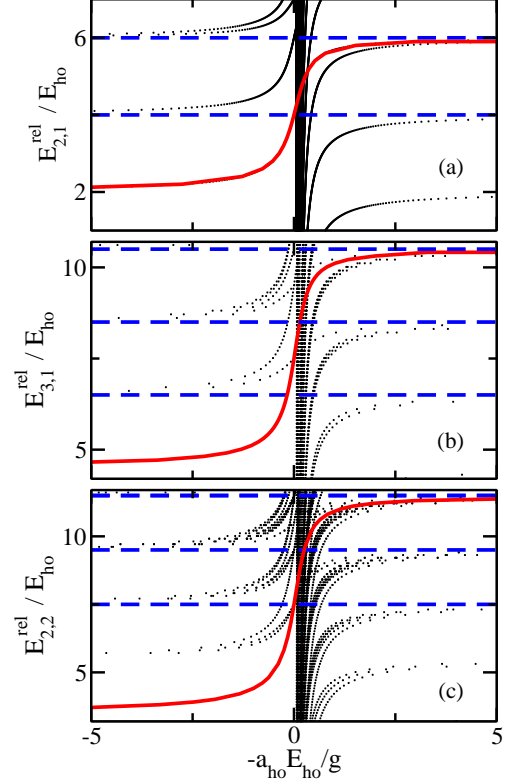 6
2
E^rel_2,1 / E_ho
(a)
10
5
E^rel_3,1 / E_ho
(b)
10
5
E^rel_2,2 / E_ho
(c)
-5
0
5
-a_ho E_ho/g